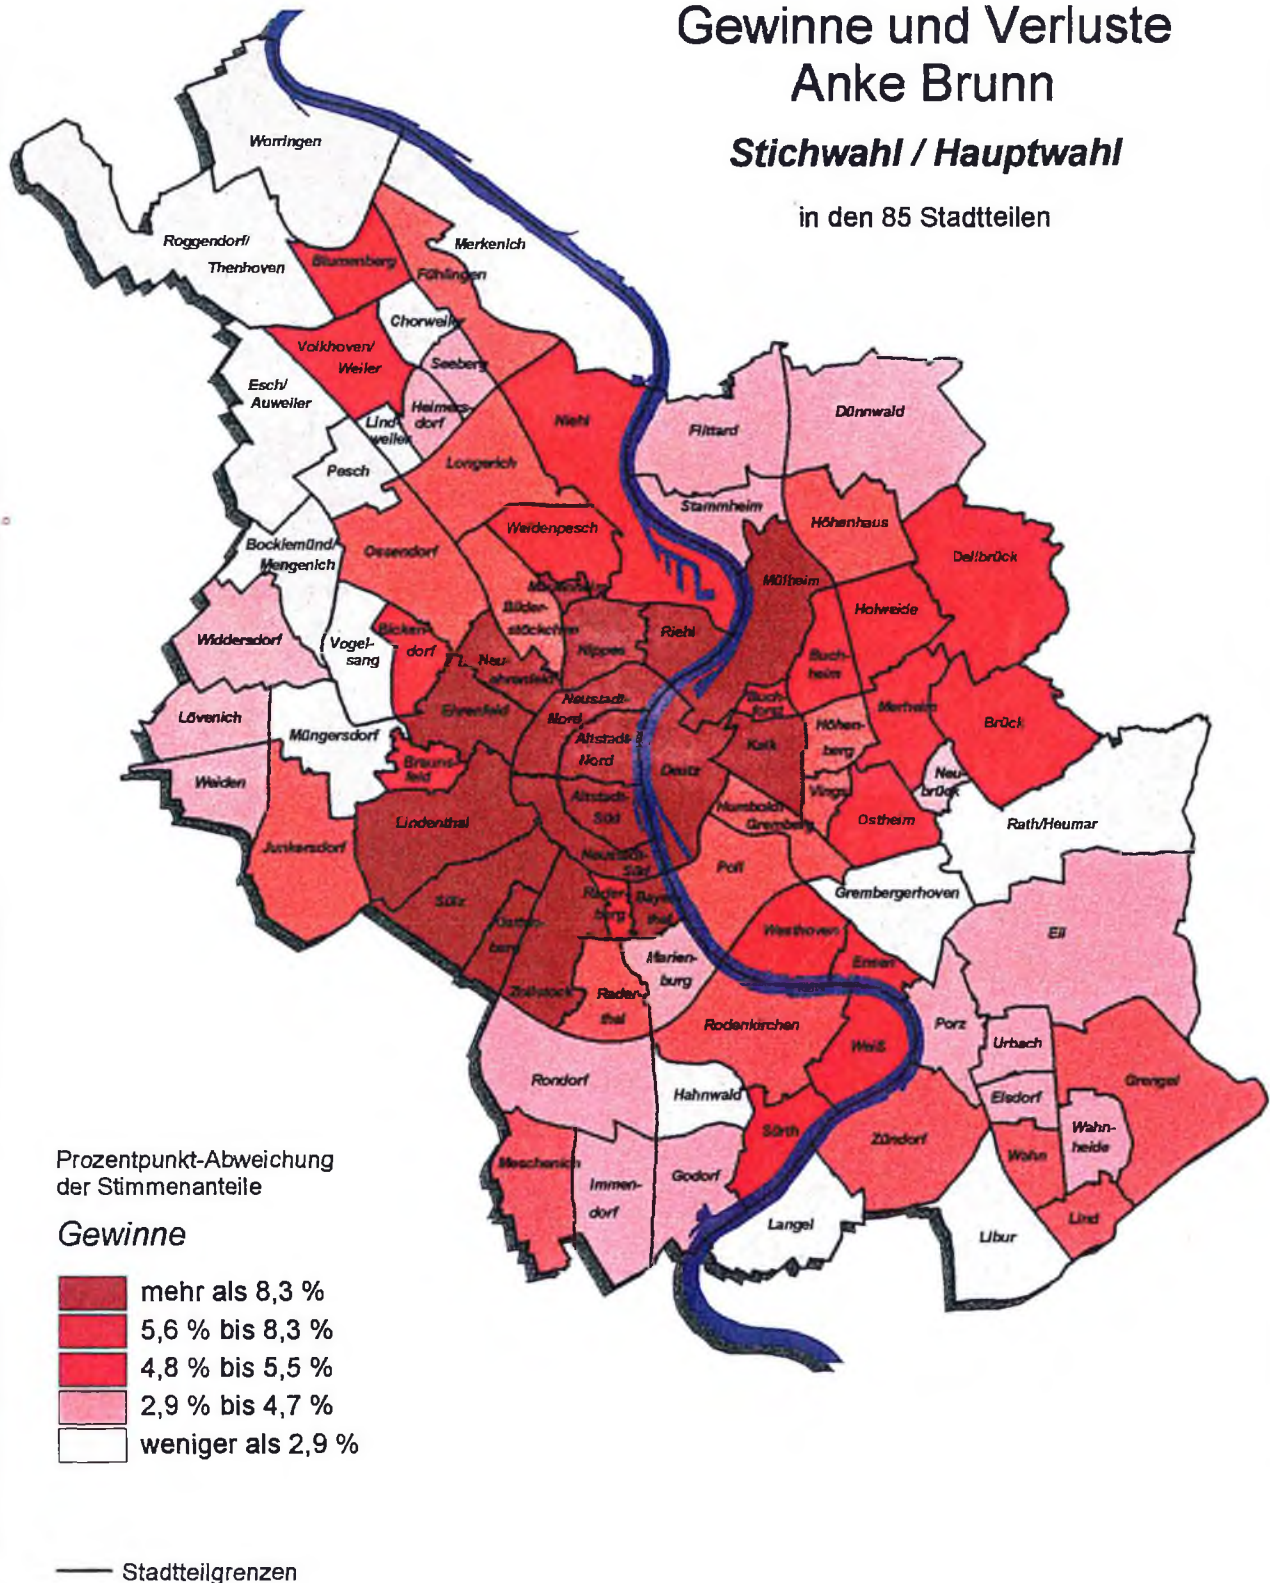 Gewinne und Verluste
Anke Brunn
Stichwahl / Hauptwahl
in den 85 Stadtteilen
Worringen
Roggendorf/
Thenhoven
Blumenberg
Fühlingen
Merkenich
Chorweiler
Volkhoven/
Weiler
Seeberg
Esch/
Auweiler
Heimers-
dorf
Lind-
weiler
Niehl
Flittard
Dünnwald
Pesch
Longerich
Stammheim
Höhenhaus
Weidenpesch
Bocklemünd/
Mengenich
Ossendorf
Dellbrück
Mülheim
Bilder-
stöckchen
Holweide
Widdersdorf
Vogel-
sang
Bicken-
dorf
Nippes
Riehl
Neu-
ehrenfeld
Buch-
heim
Merheim
Brück
Lövenich
Müngersdorf
Ehrenfeld
Neustadt-
Nord
Altstadt-
Nord
Buch-
forst
Kalk
Höhen-
berg
Deutz
Weiden
Brauns-
feld
Neu-
brück
Vingst
Altstadt-
Süd
Humboldt
Gremberg
Ostheim
Rath/Heumar
Lindenthal
Junkersdorf
Neustadt-
Süd
Poll
Grembergerhoven
Sülz
Rader-
berg
Bayen-
thal
Westhoven
Eil
Ensen
Marien-
burg
Zollstock
Rader-
thal
Rodenkirchen
Weiß
Porz
Urbach
Rondorf
Hahnwald
Elsdorf
Grengel
Sürth
Zündorf
Wahn-
heide
Wahn
Meschenich
Immen-
dorf
Godorf
Langel
Libur
Lind
Prozentpunkt-Abweichung
der Stimmenanteile
Gewinne
mehr als 8,3 %
5,6 % bis 8,3 %
4,8 % bis 5,5 %
2,9 % bis 4,7 %
weniger als 2,9 %
Stadtteilgrenzen